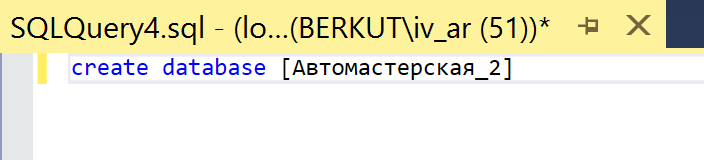 SQLQuery4.sql - (lo...(BERKUT\iv_ar (51))*
create database [Автомастерская_2]